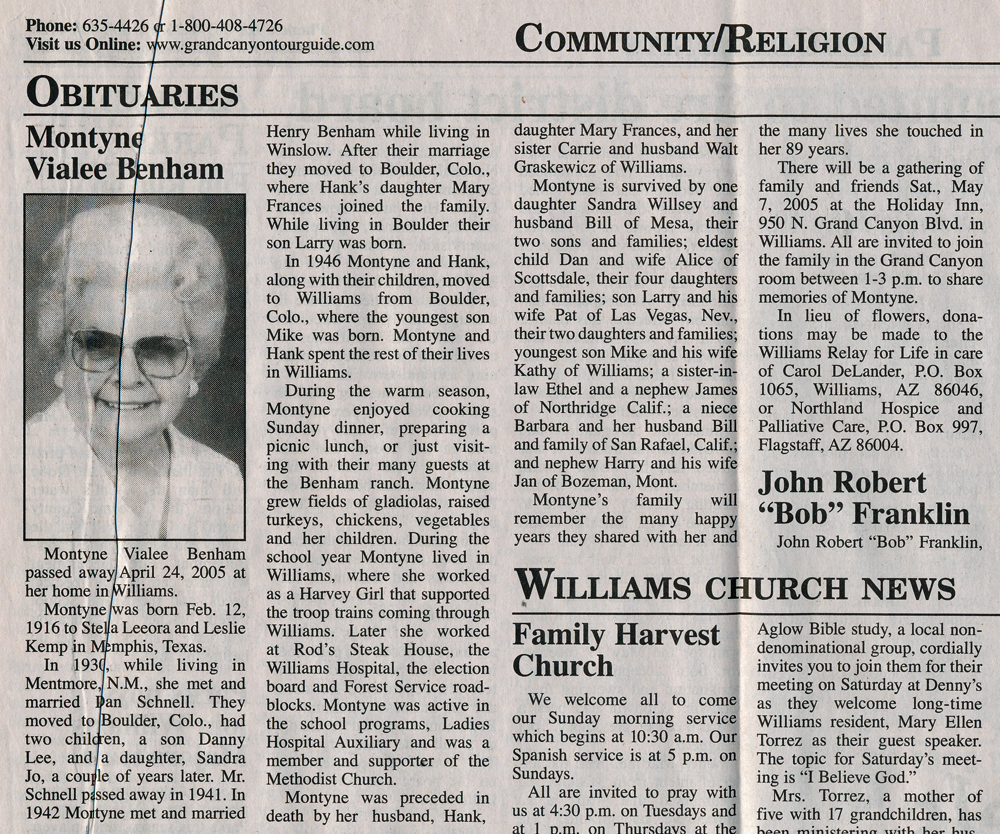 Phone: 635-4426 or 1-800-408-4726
Visit us Online: www.grandcanyontourguide.com
COMMUNITY/RELIGION
OBITUARIES
Montyne
Vialee Benham
Montyne Vialee Benham
passed away April 24, 2005 at
her home in Williams.
Montyne was born Feb. 12,
1916 to Stella Leeora and Leslie
Kemp in Memphis, Texas.
In 1930, while living in
Mentmore, N.M., she met and
married Dan Schnell. They
moved to Boulder, Colo., had
two children, a son Danny
Lee, and a daughter, Sandra
Jo, a couple of years later. Mr.
Schnell passed away in 1941. In
1942 Montyne met and married
Henry Benham while living in
Winslow. After their marriage
they moved to Boulder, Colo.,
where Hank's daughter Mary
Frances joined the family.
While living in Boulder their
son Larry was born.
In 1946 Montyne and Hank,
along with their children, moved
to Williams from Boulder,
Colo., where the youngest son
Mike was born. Montyne and
Hank spent the rest of their lives
in Williams.
During the warm season,
Montyne enjoyed cooking
Sunday dinner, preparing a
picnic lunch, or just visit-
ing with their many guests at
the Benham ranch. Montyne
grew fields of gladiolas, raised
turkeys, chickens, vegetables
and her children. During the
school year Montyne lived in
Williams, where she worked
as a Harvey Girl that supported
the troop trains coming through
Williams. Later she worked
at Rod's Steak House, the
Williams Hospital, the election
board and Forest Service road-
blocks. Montyne was active in
the school programs, Ladies
Hospital Auxiliary and was a
member and supporter of the
Methodist Church.
Montyne was preceded in
death by her husband, Hank,
daughter Mary Frances, and her
sister Carrie and husband Walt
Graskewicz of Williams.
Montyne is survived by one
daughter Sandra Willsey and
husband Bill of Mesa, their
two sons and families; eldest
child Dan and wife Alice of
Scottsdale, their four daughters
and families; son Larry and his
wife Pat of Las Vegas, Nev.,
their two daughters and families;
youngest son Mike and his wife
Kathy of Williams; a sister-in-
law Ethel and a nephew James
of Northridge Calif.; a niece
Barbara and her husband Bill
and family of San Rafael, Calif.;
and nephew Harry and his wife
Jan of Bozeman, Mont.
Montyne's family will
remember the many happy
years they shared with her and
the many lives she touched in
her 89 years.
There will be a gathering of
family and friends Sat., May
7, 2005 at the Holiday Inn,
950 N. Grand Canyon Blvd. in
Williams. All are invited to join
the family in the Grand Canyon
room between 1-3 p.m. to share
memories of Montyne.
In lieu of flowers, dona-
tions may be made to the
Williams Relay for Life in care
of Carol DeLander, P.O. Box
1065, Williams, AZ 86046,
or Northland Hospice and
Palliative Care, P.O. Box 997,
Flagstaff, AZ 86004.
John Robert
“Bob” Franklin
John Robert “Bob” Franklin,
WILLIAMS CHURCH NEWS
Family Harvest
Church
We welcome all to come
our Sunday morning service
which begins at 10:30 a.m. Our
Spanish service is at 5 p.m. on
Sundays.
All are invited to pray with
us at 4:30 p.m. on Tuesdays and
at 1 p.m. on Thursdays at the
Aglow Bible study, a local non-
denominational group, cordially
invites you to join them for their
meeting on Saturday at Denny's
as they welcome long-time
Williams resident, Mary Ellen
Torrez as their guest speaker.
The topic for Saturday's meet-
ing is “I Believe God.”
Mrs. Torrez, a mother of
five with 17 grandchildren, has
been ministering with her hus-